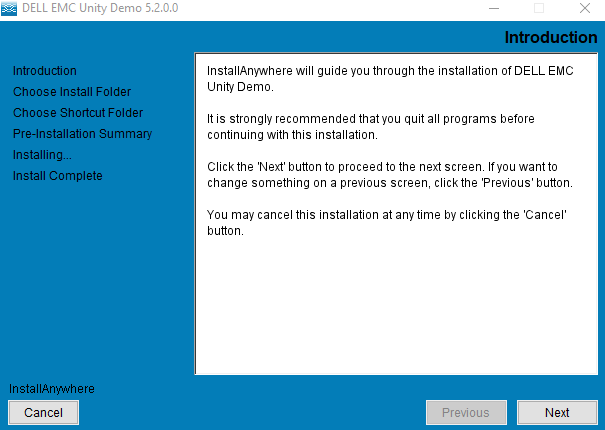 DELL EMC Unity Demo 5.2.0.0
Introduction
Introduction
Choose Install Folder
Choose Shortcut Folder
Pre-Installation Summary
Installing...
Install Complete
InstallAnywhere will guide you through the installation of DELL EMC
Unity Demo.
It is strongly recommended that you quit all programs before
continuing with this installation.
Click the 'Next' button to proceed to the next screen. If you want to
change something on a previous screen, click the 'Previous' button.
You may cancel this installation at any time by clicking the 'Cancel'
button.
InstallAnywhere
Cancel
Previous
Next